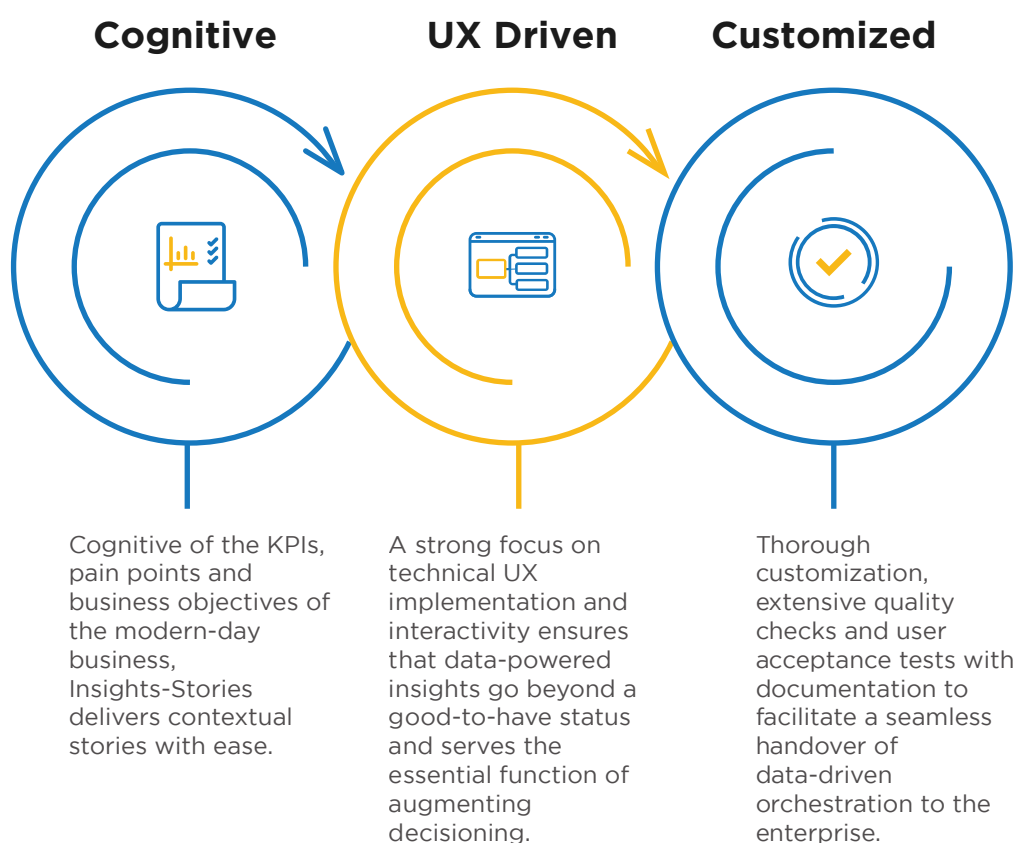 Cognitive
UX Driven
Customized
Cognitive of the KPIs,
pain points and
business objectives of
the modern-day
business,
Insights-Stories
delivers contextual
stories with ease.
A strong focus on
technical UX
implementation and
interactivity ensures
that data-powered
insights go beyond a
good-to-have status
and serves the
essential function of
augmenting
decisioning.
Thorough
customization,
extensive quality
checks and user
acceptance tests with
documentation to
facilitate a seamless
handover of
data-driven
orchestration to the
enterprise.